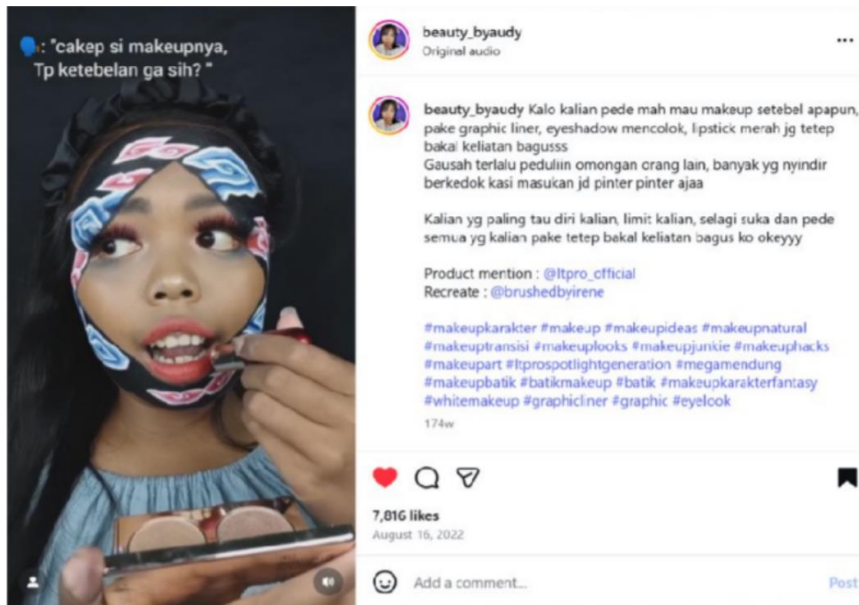 : "cakep si makeupnya,
Tp ketebelan ga sih? "
beauty_byaudy
Original audio
beauty_byaudy Kalo kalian pede mah mau makeup setebel apapun,
pake graphic liner, eyeshadow mencolok, lipstick merah jg tetep
bakal keliatan bagusss
Gausah terlalu peduliin omongan orang lain, banyak yg nyindir
berkedok kasi masukan jd pinter pinter ajaa
Kalian yg paling tau diri kalian, limit kalian, selagi suka dan pede
semua yg kalian pake tetep bakal keliatan bagus ko okeyyy
Product mention : @ltpro_official
Recreate : @brushedbyirene
#makeupkarakter #makeup #makeupideas #makeupnatural
#makeuptransisi #makeuplooks #makeupjunkie #makeuphacks
#makeupart #ltprospotlightgeneration #megamendung
#makeupbatik #batikmakeup #batik #makeupkarakterfantasy
#whitemakeup #graphicliner #graphic #eyelook
174w
7,816 likes
August 16, 2022
Add a comment...
Post